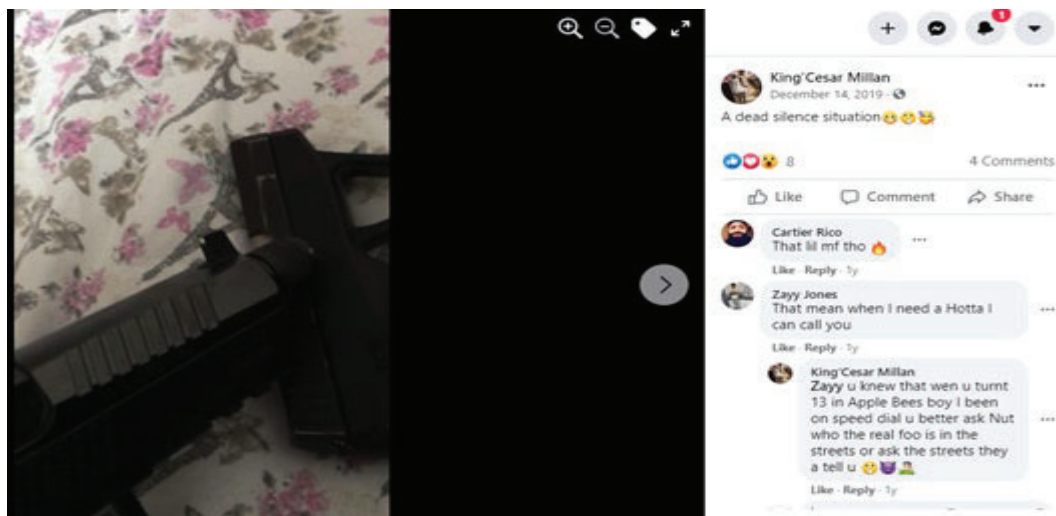 1
King'Cesar Millan
December 14, 2019 ·
A dead silence situation
8
4 Comments
Like Comment Share
Cartier Rico
That lil mf tho
Like · Reply · 1y
Zayy Jones
That mean when I need a Hotta I
can call you
Like · Reply · 1y
King'Cesar Millan
Zayy u knew that wen u turnt
13 in Apple Bees boy I been
on speed dial u better ask Nut
who the real foo is in the
streets or ask the streets they
a tell u
Like · Reply · 1y